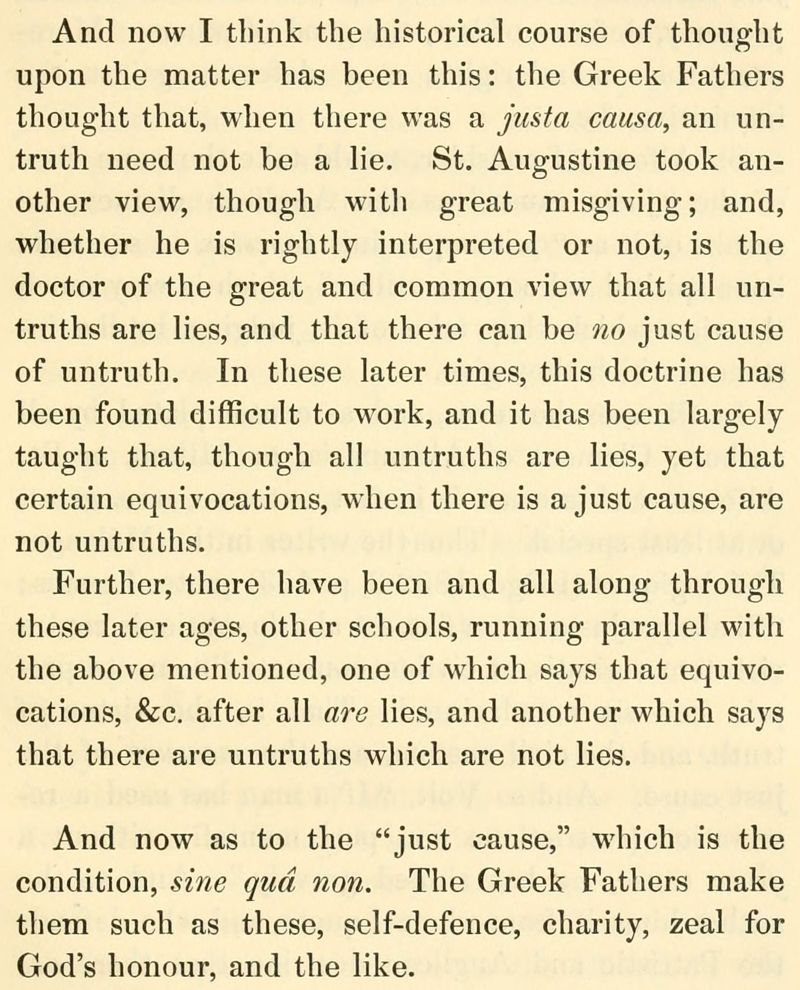 And now I think the historical course of thought
upon the matter has been this: the Greek Fathers
thought that, when there was a justa causa, an un-
truth need not be a lie. St. Augustine took an-
other view, though with great misgiving; and,
whether he is rightly interpreted or not, is the
doctor of the great and common view that all un-
truths are lies, and that there can be no just cause
of untruth. In these later times, this doctrine has
been found difficult to work, and it has been largely
taught that, though all untruths are lies, yet that
certain equivocations, when there is a just cause, are
not untruths.
Further, there have been and all along through
these later ages, other schools, running parallel with
the above mentioned, one of which says that equivo-
cations, &c. after all are lies, and another which says
that there are untruths which are not lies.
And now as to the “just cause,” which is the
condition, sine quâ non. The Greek Fathers make
them such as these, self-defence, charity, zeal for
God’s honour, and the like.